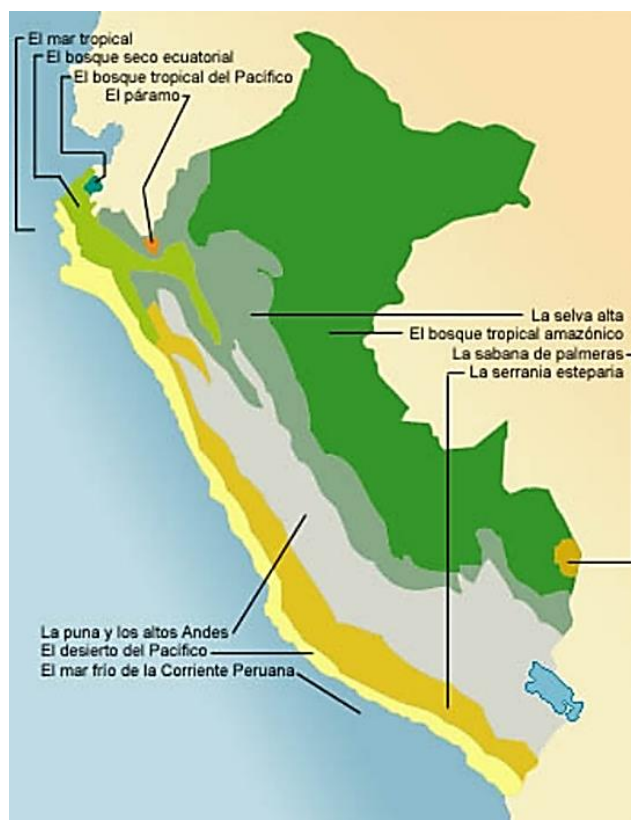 El mar tropical
El bosque seco ecuatorial
El bosque tropical del Pacífico
El páramo
La selva alta
El bosque tropical amazónico
La sabana de palmeras
La serrania esteparia
La puna y los altos Andes
El desierto del Pacífico
El mar frío de la Corriente Peruana